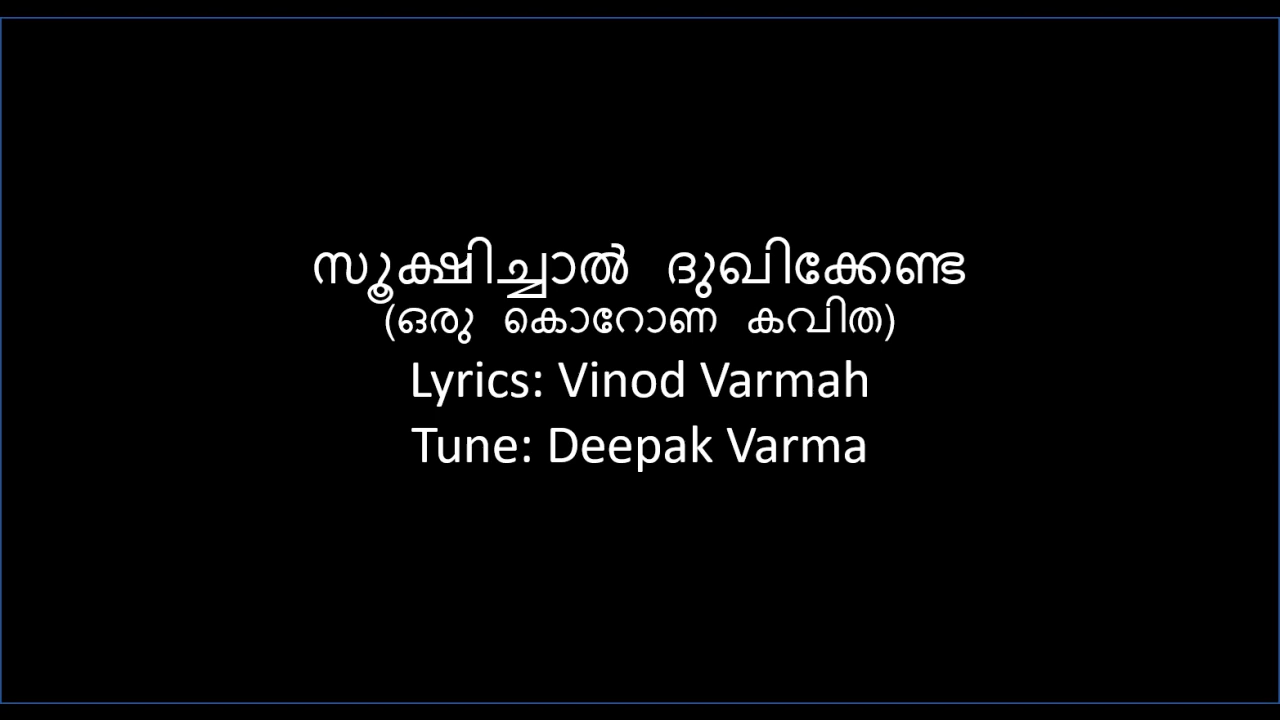 സൂക്ഷിച്ചാൽ ദുഖിക്കേണ്ട
(ഒരു കൊറോണ കവിത)
Lyrics: Vinod Varmah
Tune: Deepak Varma